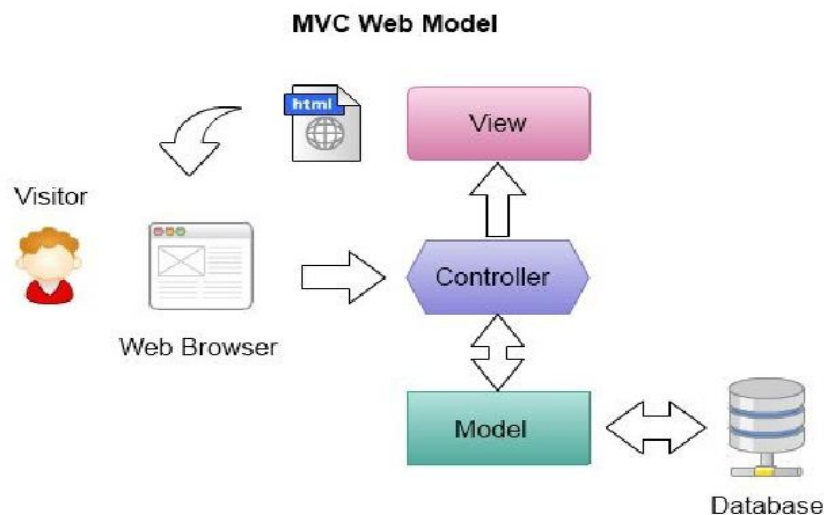 MVC Web Model
html
View
Visitor
Controller
Web Browser
Model
Database